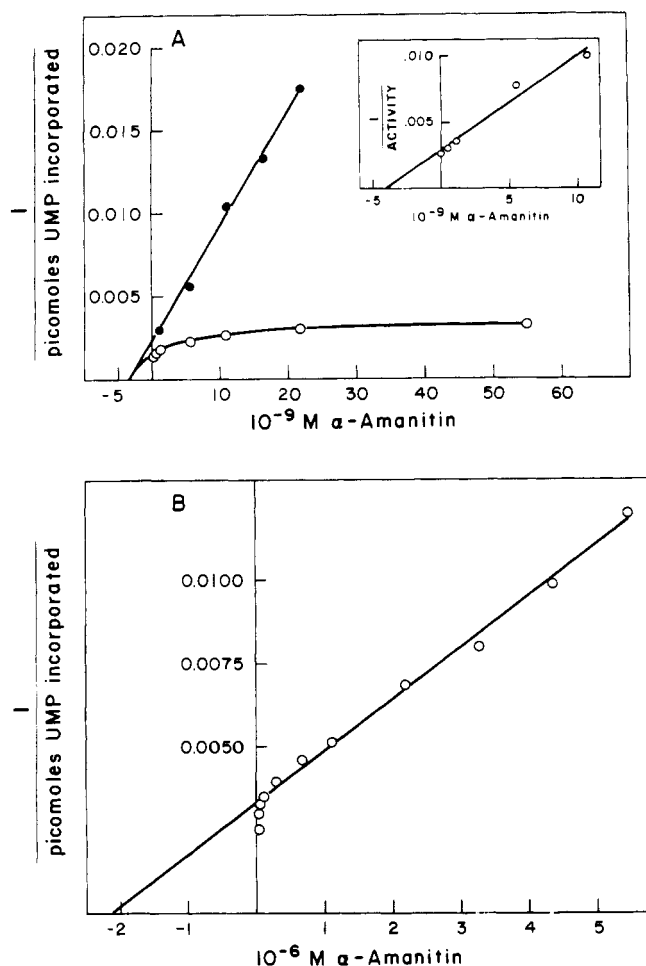 A
0.020
0.015
0.010
0.005
1
picomoles UMP incorporated
-5 0 10 20 30 40 50 60
10⁻⁹ M α-Amanitin
.010
.005
1
ACTIVITY
-5 5 10
10⁻⁹ M α-Amanitin
B
0.0100
0.0075
0.0050
1
picomoles UMP incorporated
-2 -1 1 2 3 4 5
10⁻⁶ M α-Amanitin